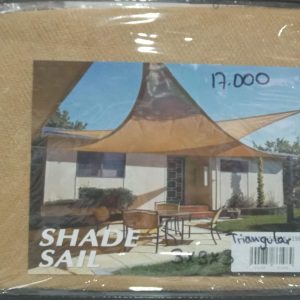 17.000
SHADE
SAIL
Triangular
3x3x3